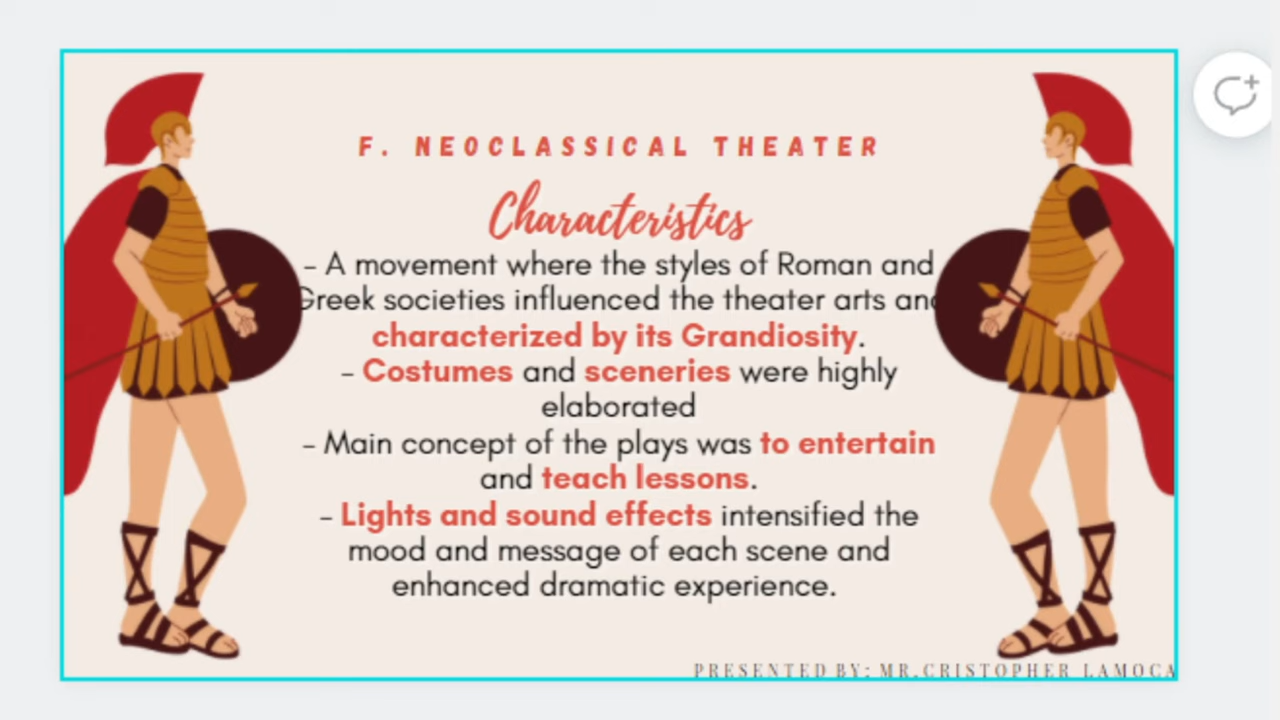 F. NEOCLASSICAL THEATER
Characteristics
- A movement where the styles of Roman and
Greek societies influenced the theater arts and
characterized by its Grandiosity.
- Costumes and sceneries were highly
elaborated
- Main concept of the plays was to entertain
and teach lessons.
- Lights and sound effects intensified the
mood and message of each scene and
enhanced dramatic experience.
PRESENTED BY: MR.CRISTOPHER LAMOCA